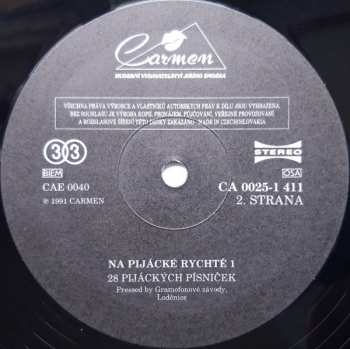 Carmen
HUDEBNÍ VYDAVATELSTVÍ JIŘÍHO ŠMOLÍKA
VŠECHNA PRÁVA VÝROBCE A VLASTNÍKŮ AUTORSKÝCH PRÁV K DÍLU JSOU VYHRAZENA.
BEZ SOUHLASU JE VÝROBA KOPIÍ, PRONÁJEM, PŮJČOVÁNÍ, VEŘEJNÉ PROVOZOVÁNÍ
A ROZHLASOVÉ ŠÍŘENÍ TÉTO DESKY ZAKÁZÁNO - MADE IN CZECHOSLOVAKIA
33
STEREO
BIEM
OSA
CAE 0040
CA 0025-1 411
℗ 1991 CARMEN
2. STRANA
NA PIJÁCKÉ RYCHTĚ 1
28 PIJÁCKÝCH PÍSNIČEK
Pressed by Gramofonové závody,
Loděnice